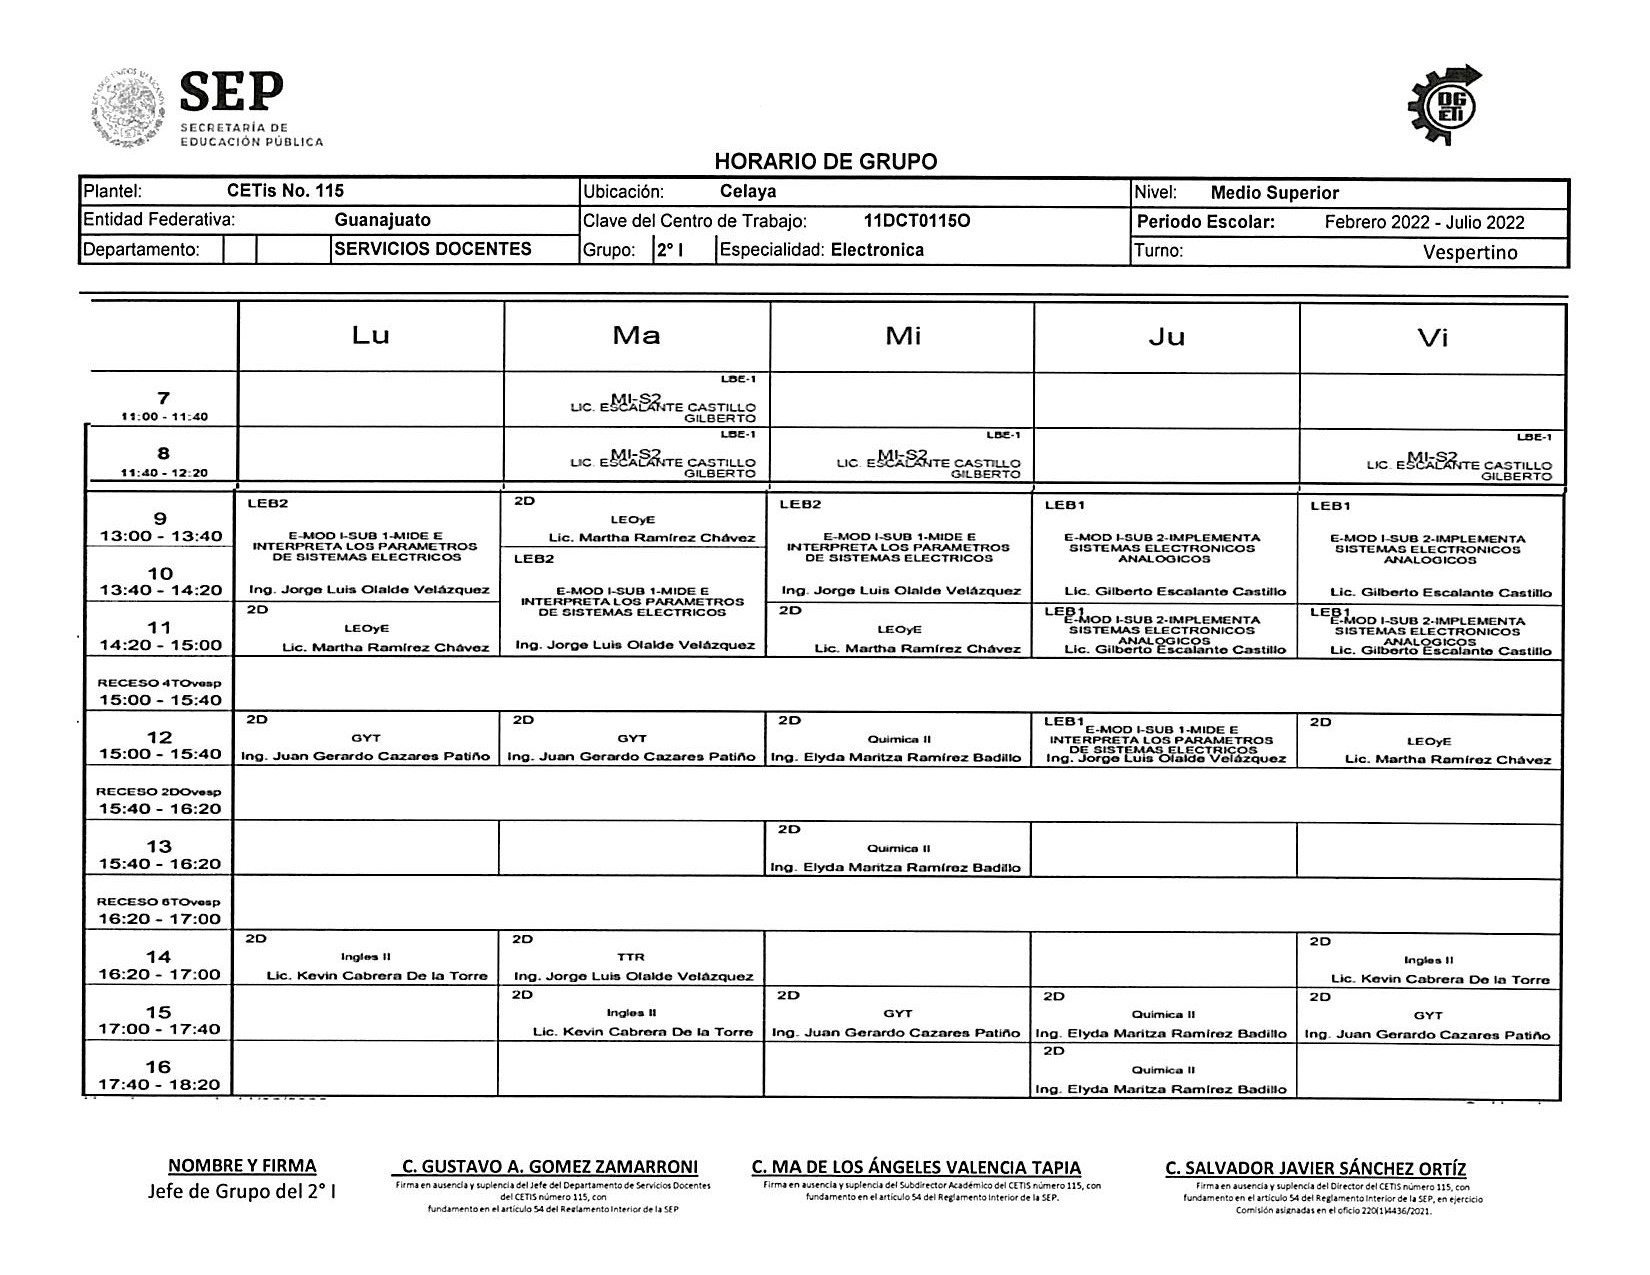 SEP
SECRETARÍA DE
EDUCACIÓN PÚBLICA
DG
ETI
HORARIO DE GRUPO
Plantel: CETis No. 115 Ubicación: Celaya Nivel: Medio Superior
Entidad Federativa: Guanajuato Clave del Centro de Trabajo: 11DCT0115O Periodo Escolar: Febrero 2022 - Julio 2022
Departamento: SERVICIOS DOCENTES Grupo: 2° I Especialidad: Electronica Turno: Vespertino
Lu Ma Mi Ju Vi
7
11:00 - 11:40
LBE-1
MI-S2
LIC. ESCALANTE CASTILLO
GILBERTO
8
11:40 - 12:20
LBE-1
MI-S2
LIC. ESCALANTE CASTILLO
GILBERTO
LBE-1
MI-S2
LIC. ESCALANTE CASTILLO
GILBERTO
LBE-1
MI-S2
LIC. ESCALANTE CASTILLO
GILBERTO
9
13:00 - 13:40
10
13:40 - 14:20
LEB2
E-MOD I-SUB 1-MIDE E
INTERPRETA LOS PARAMETROS
DE SISTEMAS ELECTRICOS
Ing. Jorge Luis Olalde Velázquez
2D
LEOyE
Lic. Martha Ramírez Chávez
LEB2
E-MOD I-SUB 1-MIDE E
INTERPRETA LOS PARAMETROS
DE SISTEMAS ELECTRICOS
Ing. Jorge Luis Olalde Velázquez
LEB2
E-MOD I-SUB 1-MIDE E
INTERPRETA LOS PARAMETROS
DE SISTEMAS ELECTRICOS
Ing. Jorge Luis Olalde Velázquez
LEB1
E-MOD I-SUB 2-IMPLEMENTA
SISTEMAS ELECTRONICOS
ANALOGICOS
Lic. Gilberto Escalante Castillo
LEB1
E-MOD I-SUB 2-IMPLEMENTA
SISTEMAS ELECTRONICOS
ANALOGICOS
Lic. Gilberto Escalante Castillo
11
14:20 - 15:00
2D
LEOyE
Lic. Martha Ramírez Chávez
2D
LEOyE
Lic. Martha Ramírez Chávez
LEB1
E-MOD I-SUB 2-IMPLEMENTA
SISTEMAS ELECTRONICOS
ANALOGICOS
Lic. Gilberto Escalante Castillo
LEB1
E-MOD I-SUB 2-IMPLEMENTA
SISTEMAS ELECTRONICOS
ANALOGICOS
Lic. Gilberto Escalante Castillo
RECESO 4TOvesp
15:00 - 15:40
12
15:00 - 15:40
2D
GYT
Ing. Juan Gerardo Cazares Patiño
2D
GYT
Ing. Juan Gerardo Cazares Patiño
2D
Quimica II
Ing. Elyda Maritza Ramírez Badillo
LEB1
E-MOD I-SUB 1-MIDE E
INTERPRETA LOS PARAMETROS
DE SISTEMAS ELECTRICOS
Ing. Jorge Luis Olalde Velázquez
2D
LEOyE
Lic. Martha Ramírez Chávez
RECESO 2DOvesp
15:40 - 16:20
13
15:40 - 16:20
2D
Quimica II
Ing. Elyda Maritza Ramírez Badillo
RECESO 6TOvesp
16:20 - 17:00
14
16:20 - 17:00
2D
Ingles II
Lic. Kevin Cabrera De la Torre
2D
TTR
Ing. Jorge Luis Olalde Velázquez
2D
Ingles II
Lic. Kevin Cabrera De la Torre
15
17:00 - 17:40
2D
Ingles II
Lic. Kevin Cabrera De la Torre
2D
GYT
Ing. Juan Gerardo Cazares Patiño
2D
Quimica II
Ing. Elyda Maritza Ramírez Badillo
2D
GYT
Ing. Juan Gerardo Cazares Patiño
16
17:40 - 18:20
2D
Quimica II
Ing. Elyda Maritza Ramírez Badillo
NOMBRE Y FIRMA
Jefe de Grupo del 2° I
C. GUSTAVO A. GOMEZ ZAMARRONI
Firma en ausencia y suplencia del Jefe del Departamento de Servicios Docentes
del CETIS número 115, con
fundamento en el artículo 54 del Reglamento Interior de la SEP
C. MA DE LOS ÁNGELES VALENCIA TAPIA
Firma en ausencia y suplencia del Subdirector Académico del CETIS número 115, con
fundamento en el artículo 54 del Reglamento Interior de la SEP.
C. SALVADOR JAVIER SÁNCHEZ ORTÍZ
Firma en ausencia y suplencia del Director del CETIS número 115, con
fundamento en el artículo 54 del Reglamento Interior de la SEP, en ejercicio
Comisión asignadas en el oficio 220(1)4436/2021.